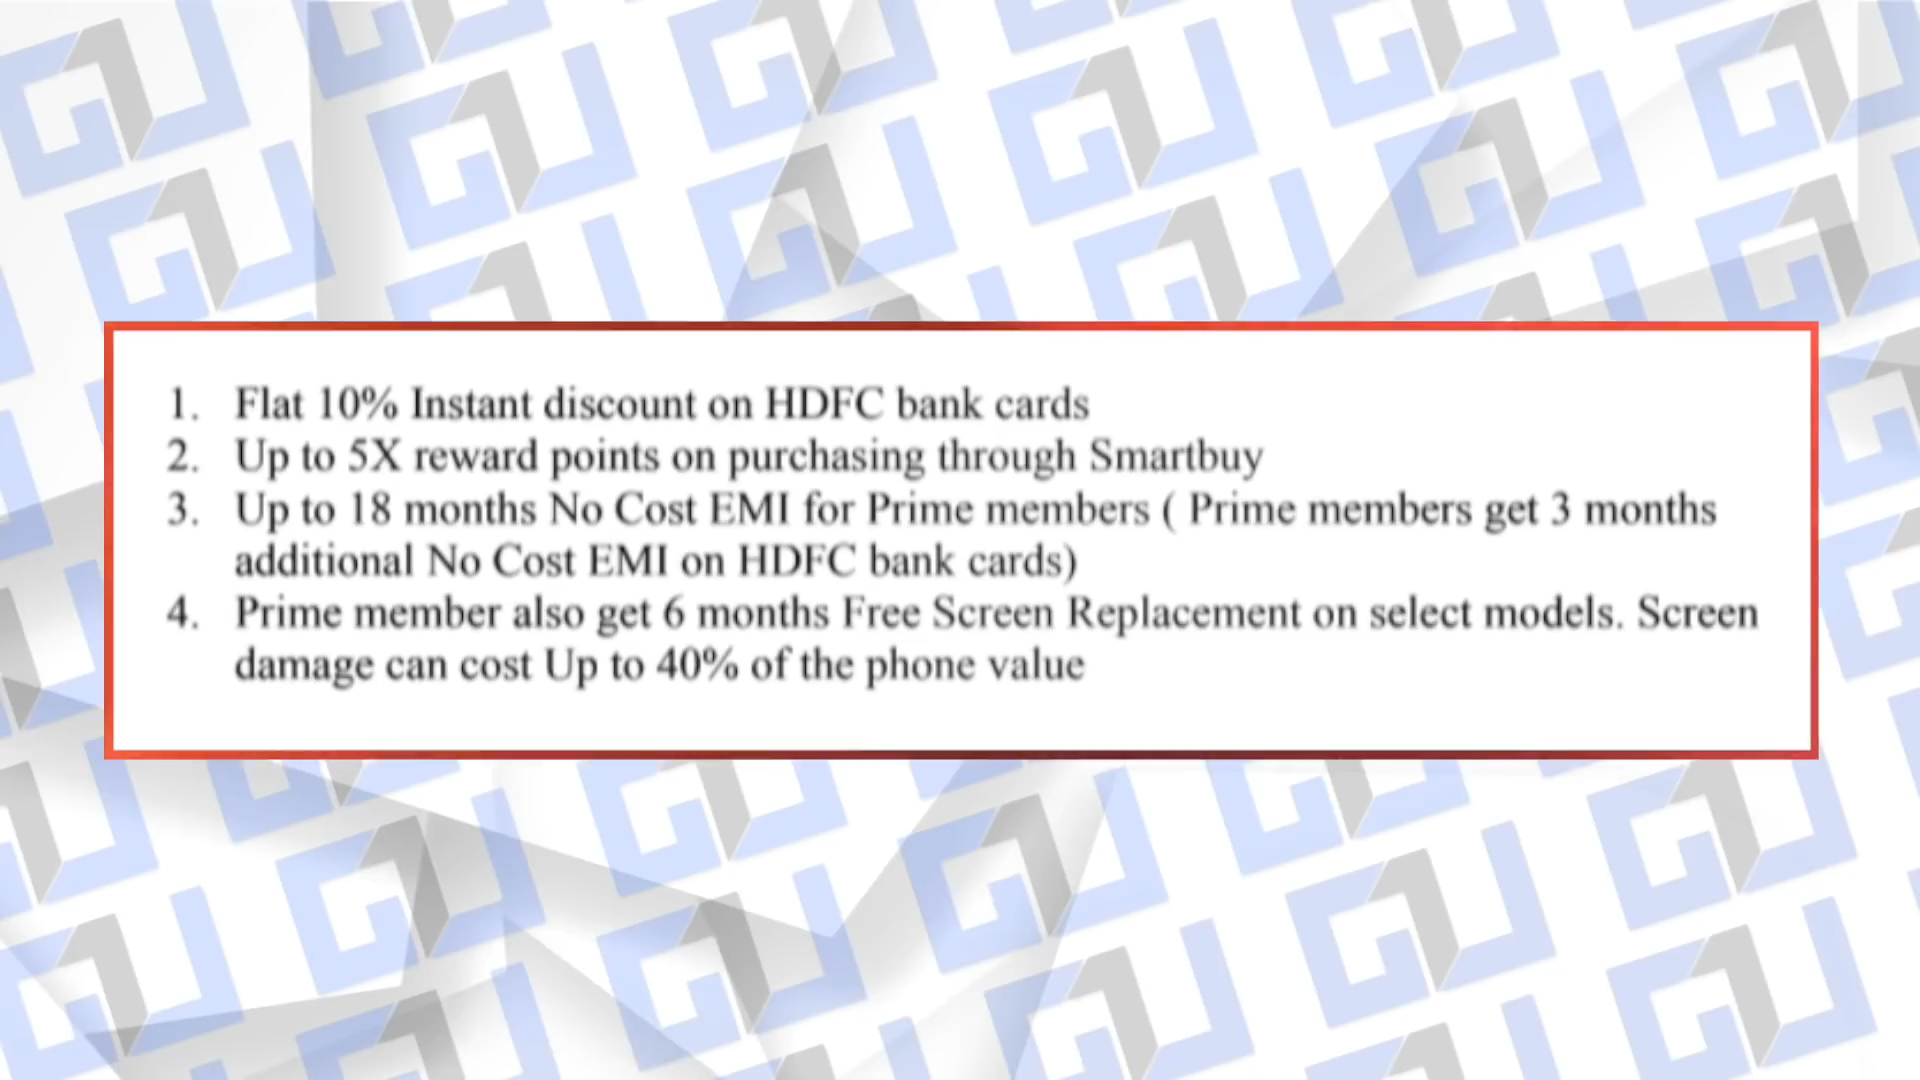 1. Flat 10% Instant discount on HDFC bank cards
2. Up to 5X reward points on purchasing through Smartbuy
3. Up to 18 months No Cost EMI for Prime members ( Prime members get 3 months
additional No Cost EMI on HDFC bank cards)
4. Prime member also get 6 months Free Screen Replacement on select models. Screen
damage can cost Up to 40% of the phone value